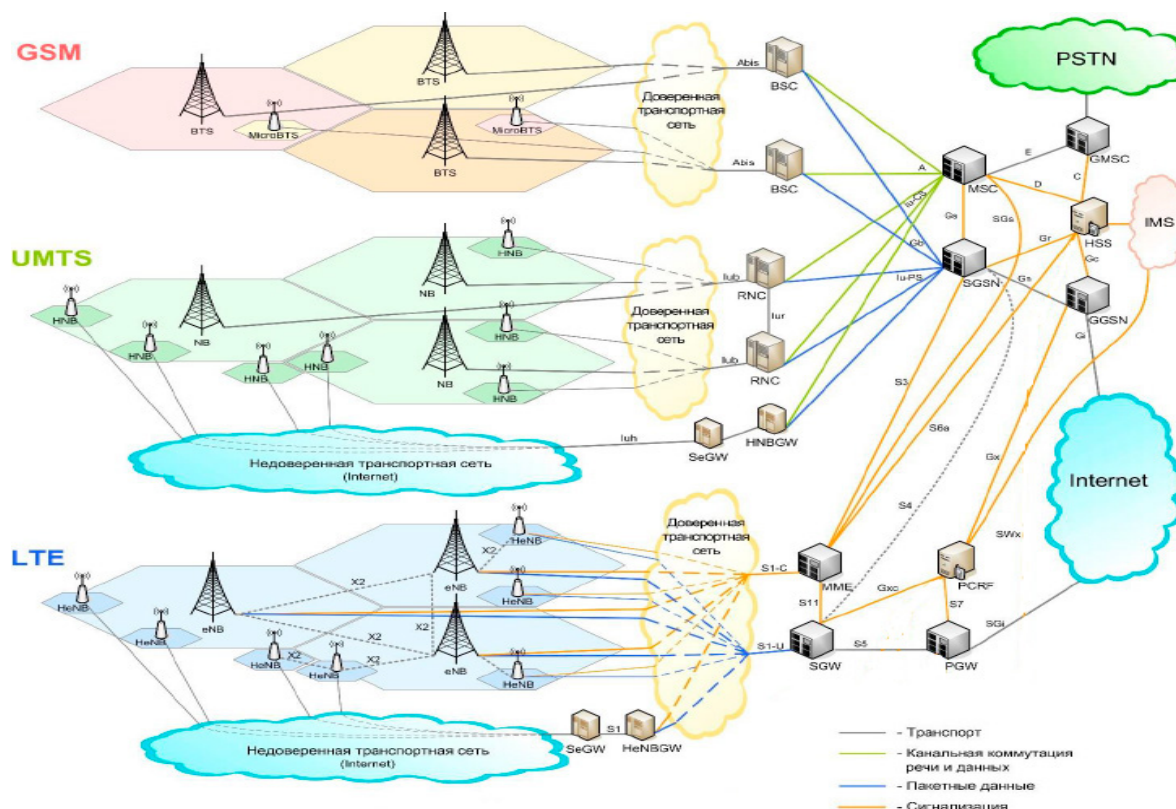 GSM
BTS
BTS
MicroBTS
MicroBTS
BTS
Доверенная
транспортная
сеть
Abis
BSC
Abis
BSC
PSTN
E
GMSC
A
MSC
D
C
Iu-CS
Gs
SGs
HSS
IMS
Gb
Gr
Gc
Iu-PS
SGSN
Gn
GGSN
Gi
UMTS
HNB
NB
HNB
NB
HNB
HNB
HNB
HNB
NB
HNB
Доверенная
транспортная
сеть
Iub
RNC
Iur
Iub
RNC
Iuh
SeGW
HNBGW
Недоверенная транспортная сеть
(Internet)
S3
S6a
S4
Gx
SWx
Internet
LTE
HeNB
X2
eNB
HeNB
X2
HeNB
eNB
HeNB
X2
X2
HeNB
HeNB
X2
eNB
HeNB
Доверенная
транспортная
сеть
S1-C
MME
S11
Gxc
PCRF
S7
S1-U
SGW
S5
PGW
SGi
SeGW
S1
HeNBGW
Недоверенная транспортная сеть
(Internet)
- Транспорт
- Канальная коммутация
речи и данных
- Пакетные данные
- Сигнализация